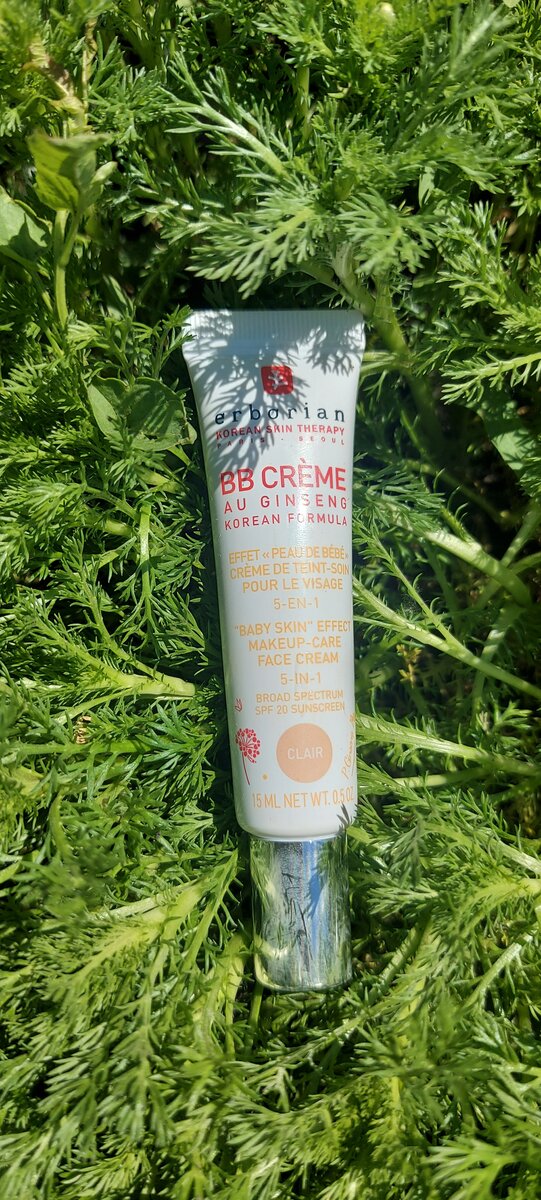 erborian
KOREAN SKIN THERAPY
PARIS · SEOUL
BB CRÈME
AU GINSENG
KOREAN FORMULA
EFFET « PEAU DE BÉBÉ »
CRÈME DE TEINT-SOIN
POUR LE VISAGE
5-EN-1
"BABY SKIN" EFFECT
MAKEUP-CARE
FACE CREAM
5-IN-1
BROAD SPECTRUM
SPF 20 SUNSCREEN
CLAIR
15 ML NET WT. 0.5 OZ